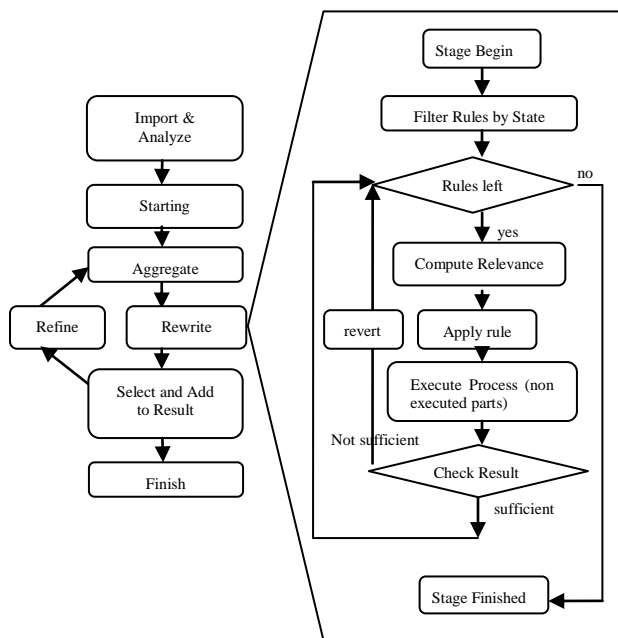 Import &
Analyze
Starting
Aggregate
Refine
Rewrite
Select and Add
to Result
Finish
Stage Begin
Filter Rules by State
Rules left
no
yes
Compute Relevance
revert
Apply rule
Execute Process (non
executed parts)
Not sufficient
Check Result
sufficient
Stage Finished